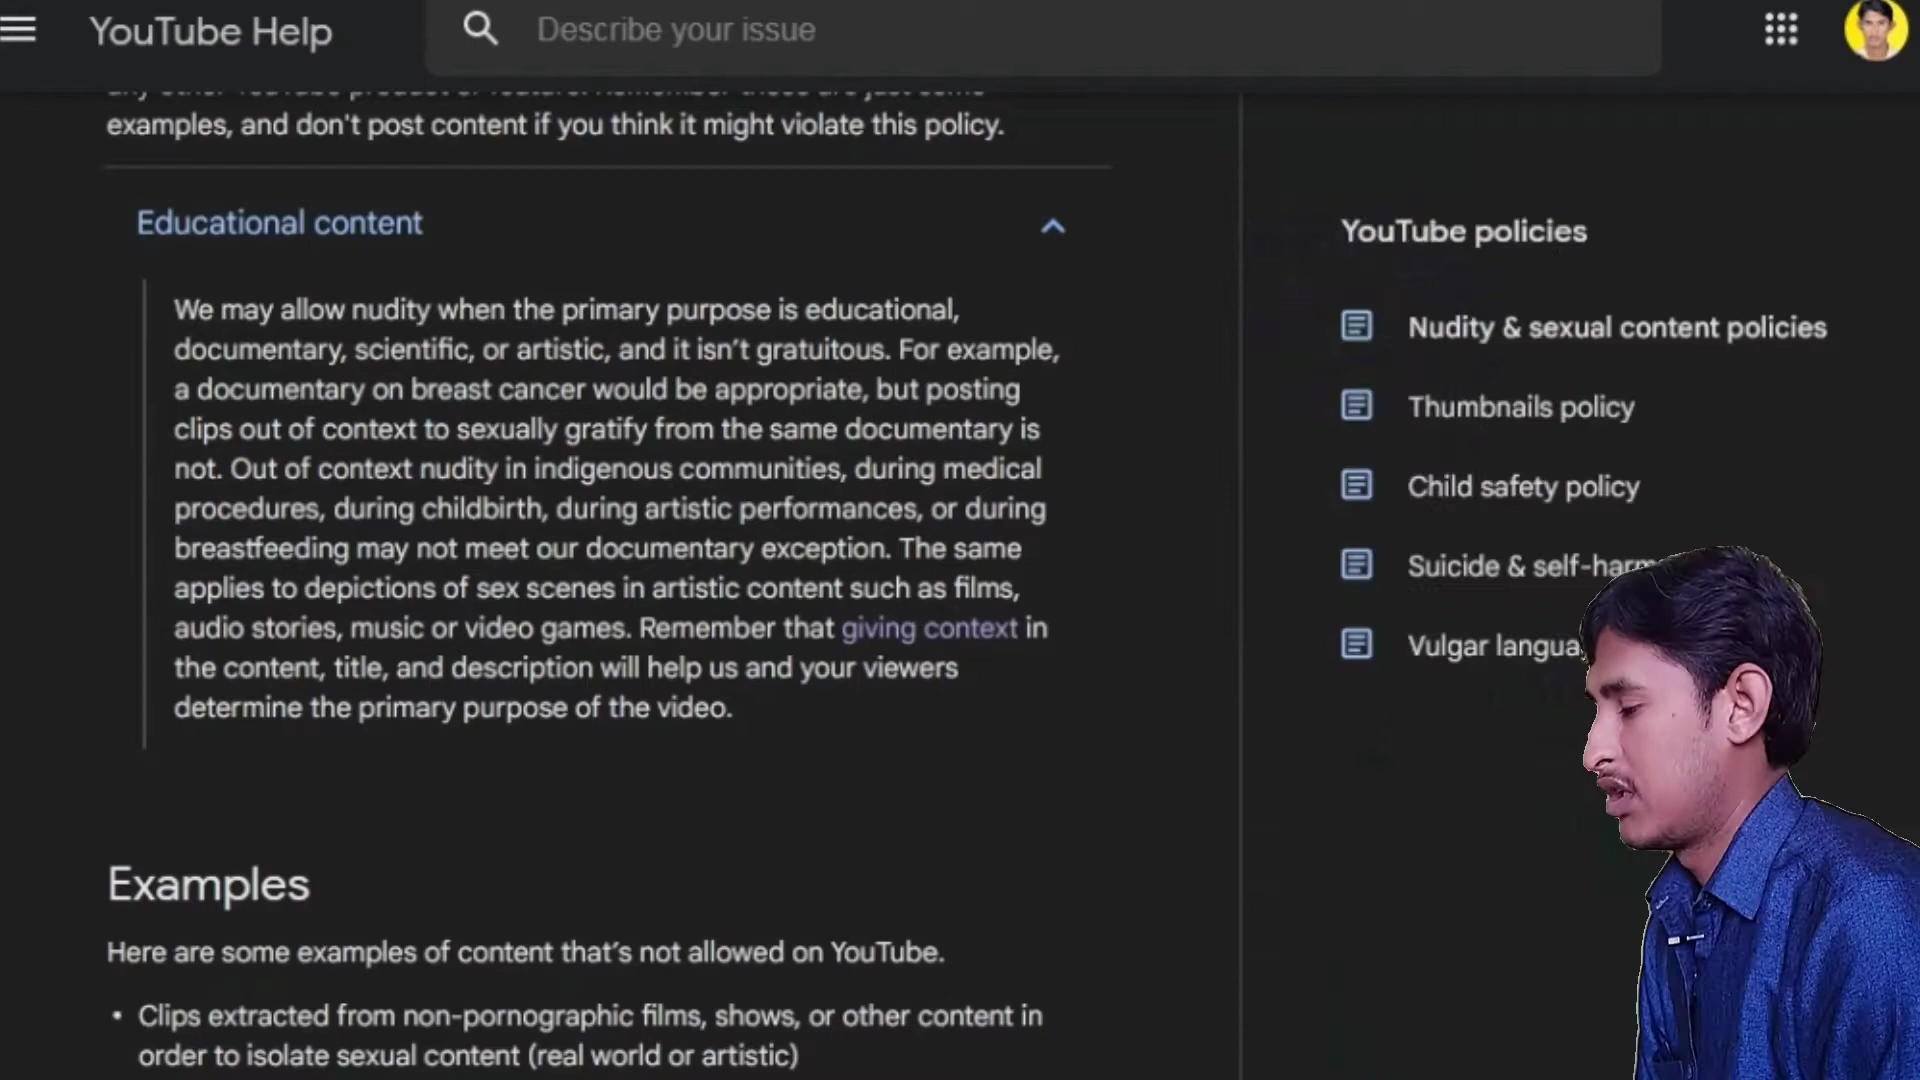 YouTube Help
Describe your issue
examples, and don't post content if you think it might violate this policy.
Educational content
We may allow nudity when the primary purpose is educational,
documentary, scientific, or artistic, and it isn’t gratuitous. For example,
a documentary on breast cancer would be appropriate, but posting
clips out of context to sexually gratify from the same documentary is
not. Out of context nudity in indigenous communities, during medical
procedures, during childbirth, during artistic performances, or during
breastfeeding may not meet our documentary exception. The same
applies to depictions of sex scenes in artistic content such as films,
audio stories, music or video games. Remember that giving context in
the content, title, and description will help us and your viewers
determine the primary purpose of the video.
Examples
Here are some examples of content that’s not allowed on YouTube.
• Clips extracted from non-pornographic films, shows, or other content in
order to isolate sexual content (real world or artistic)
YouTube policies
Nudity & sexual content policies
Thumbnails policy
Child safety policy
Suicide & self-harm
Vulgar